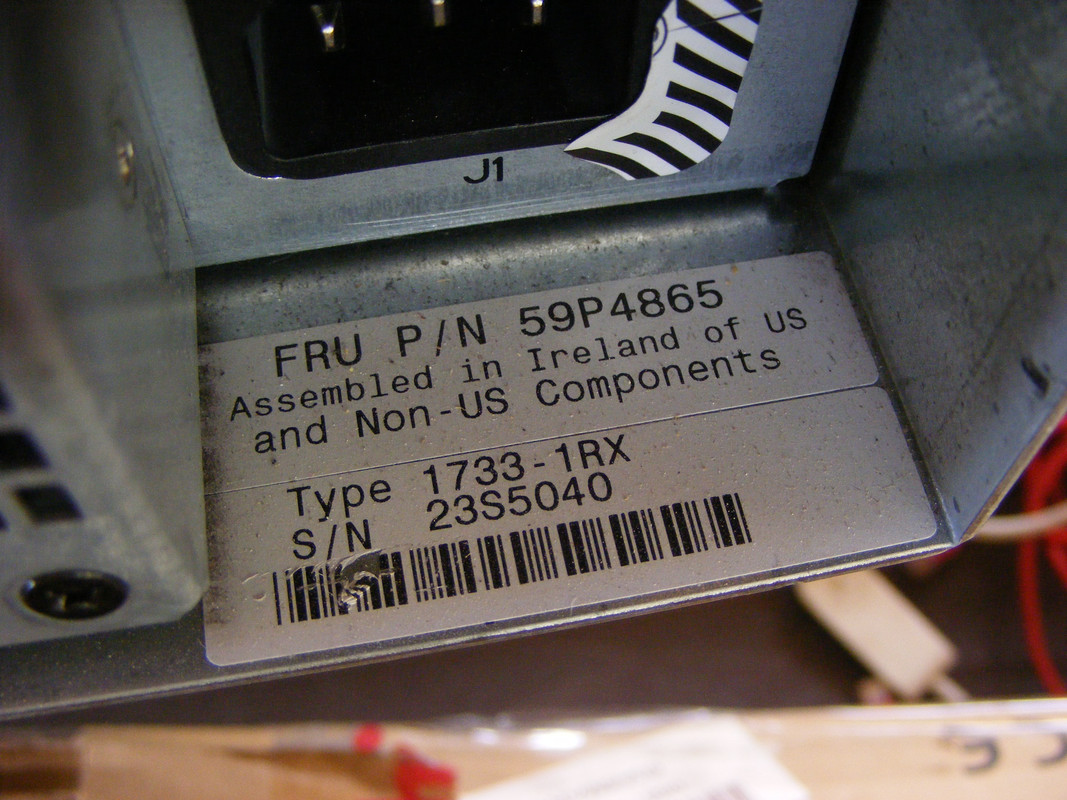 J1
FRU P/N 59P4865
Assembled in Ireland of US
and Non-US Components
Type 1733-1RX
S/N 23S5040